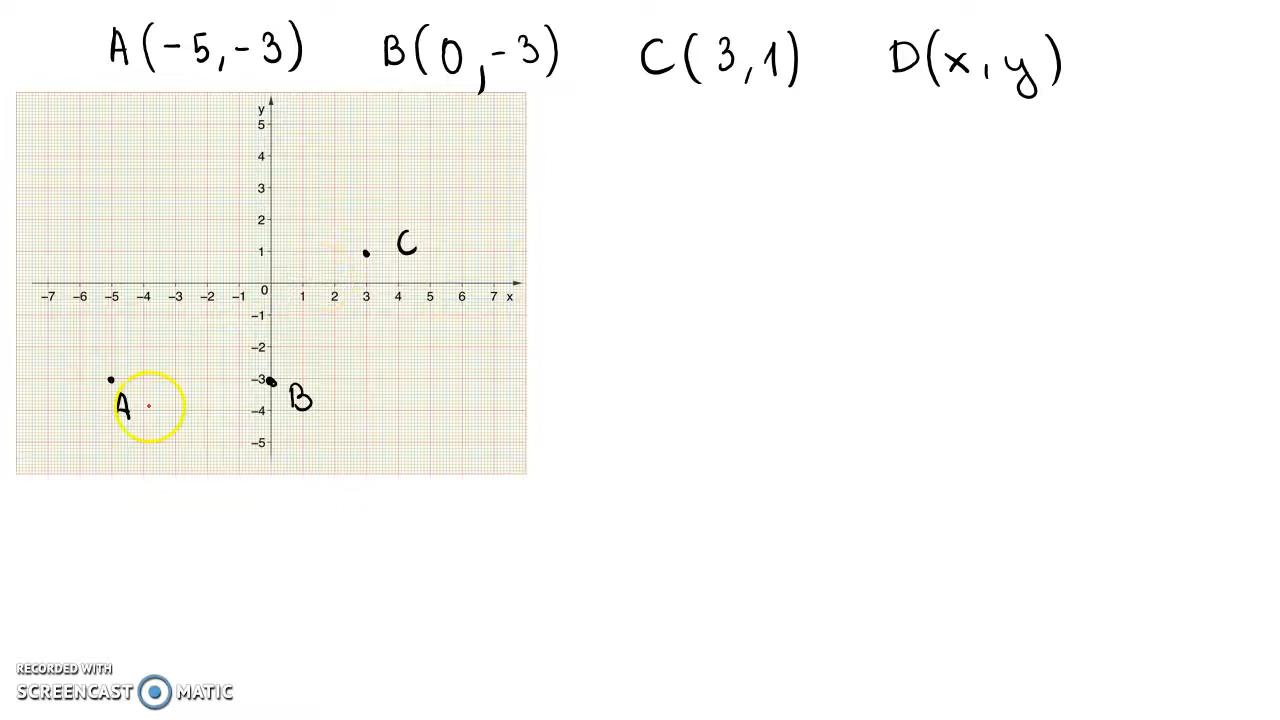 A(-5,-3) B(0,-3) C(3,1) D(x,y)
y
5
4
3
2
1
C
0
-7 -6 -5 -4 -3 -2 -1 1 2 3 4 5 6 7 x
-1
-2
-3
B
A
-4
-5
RECORDED WITH
SCREENCAST MATIC